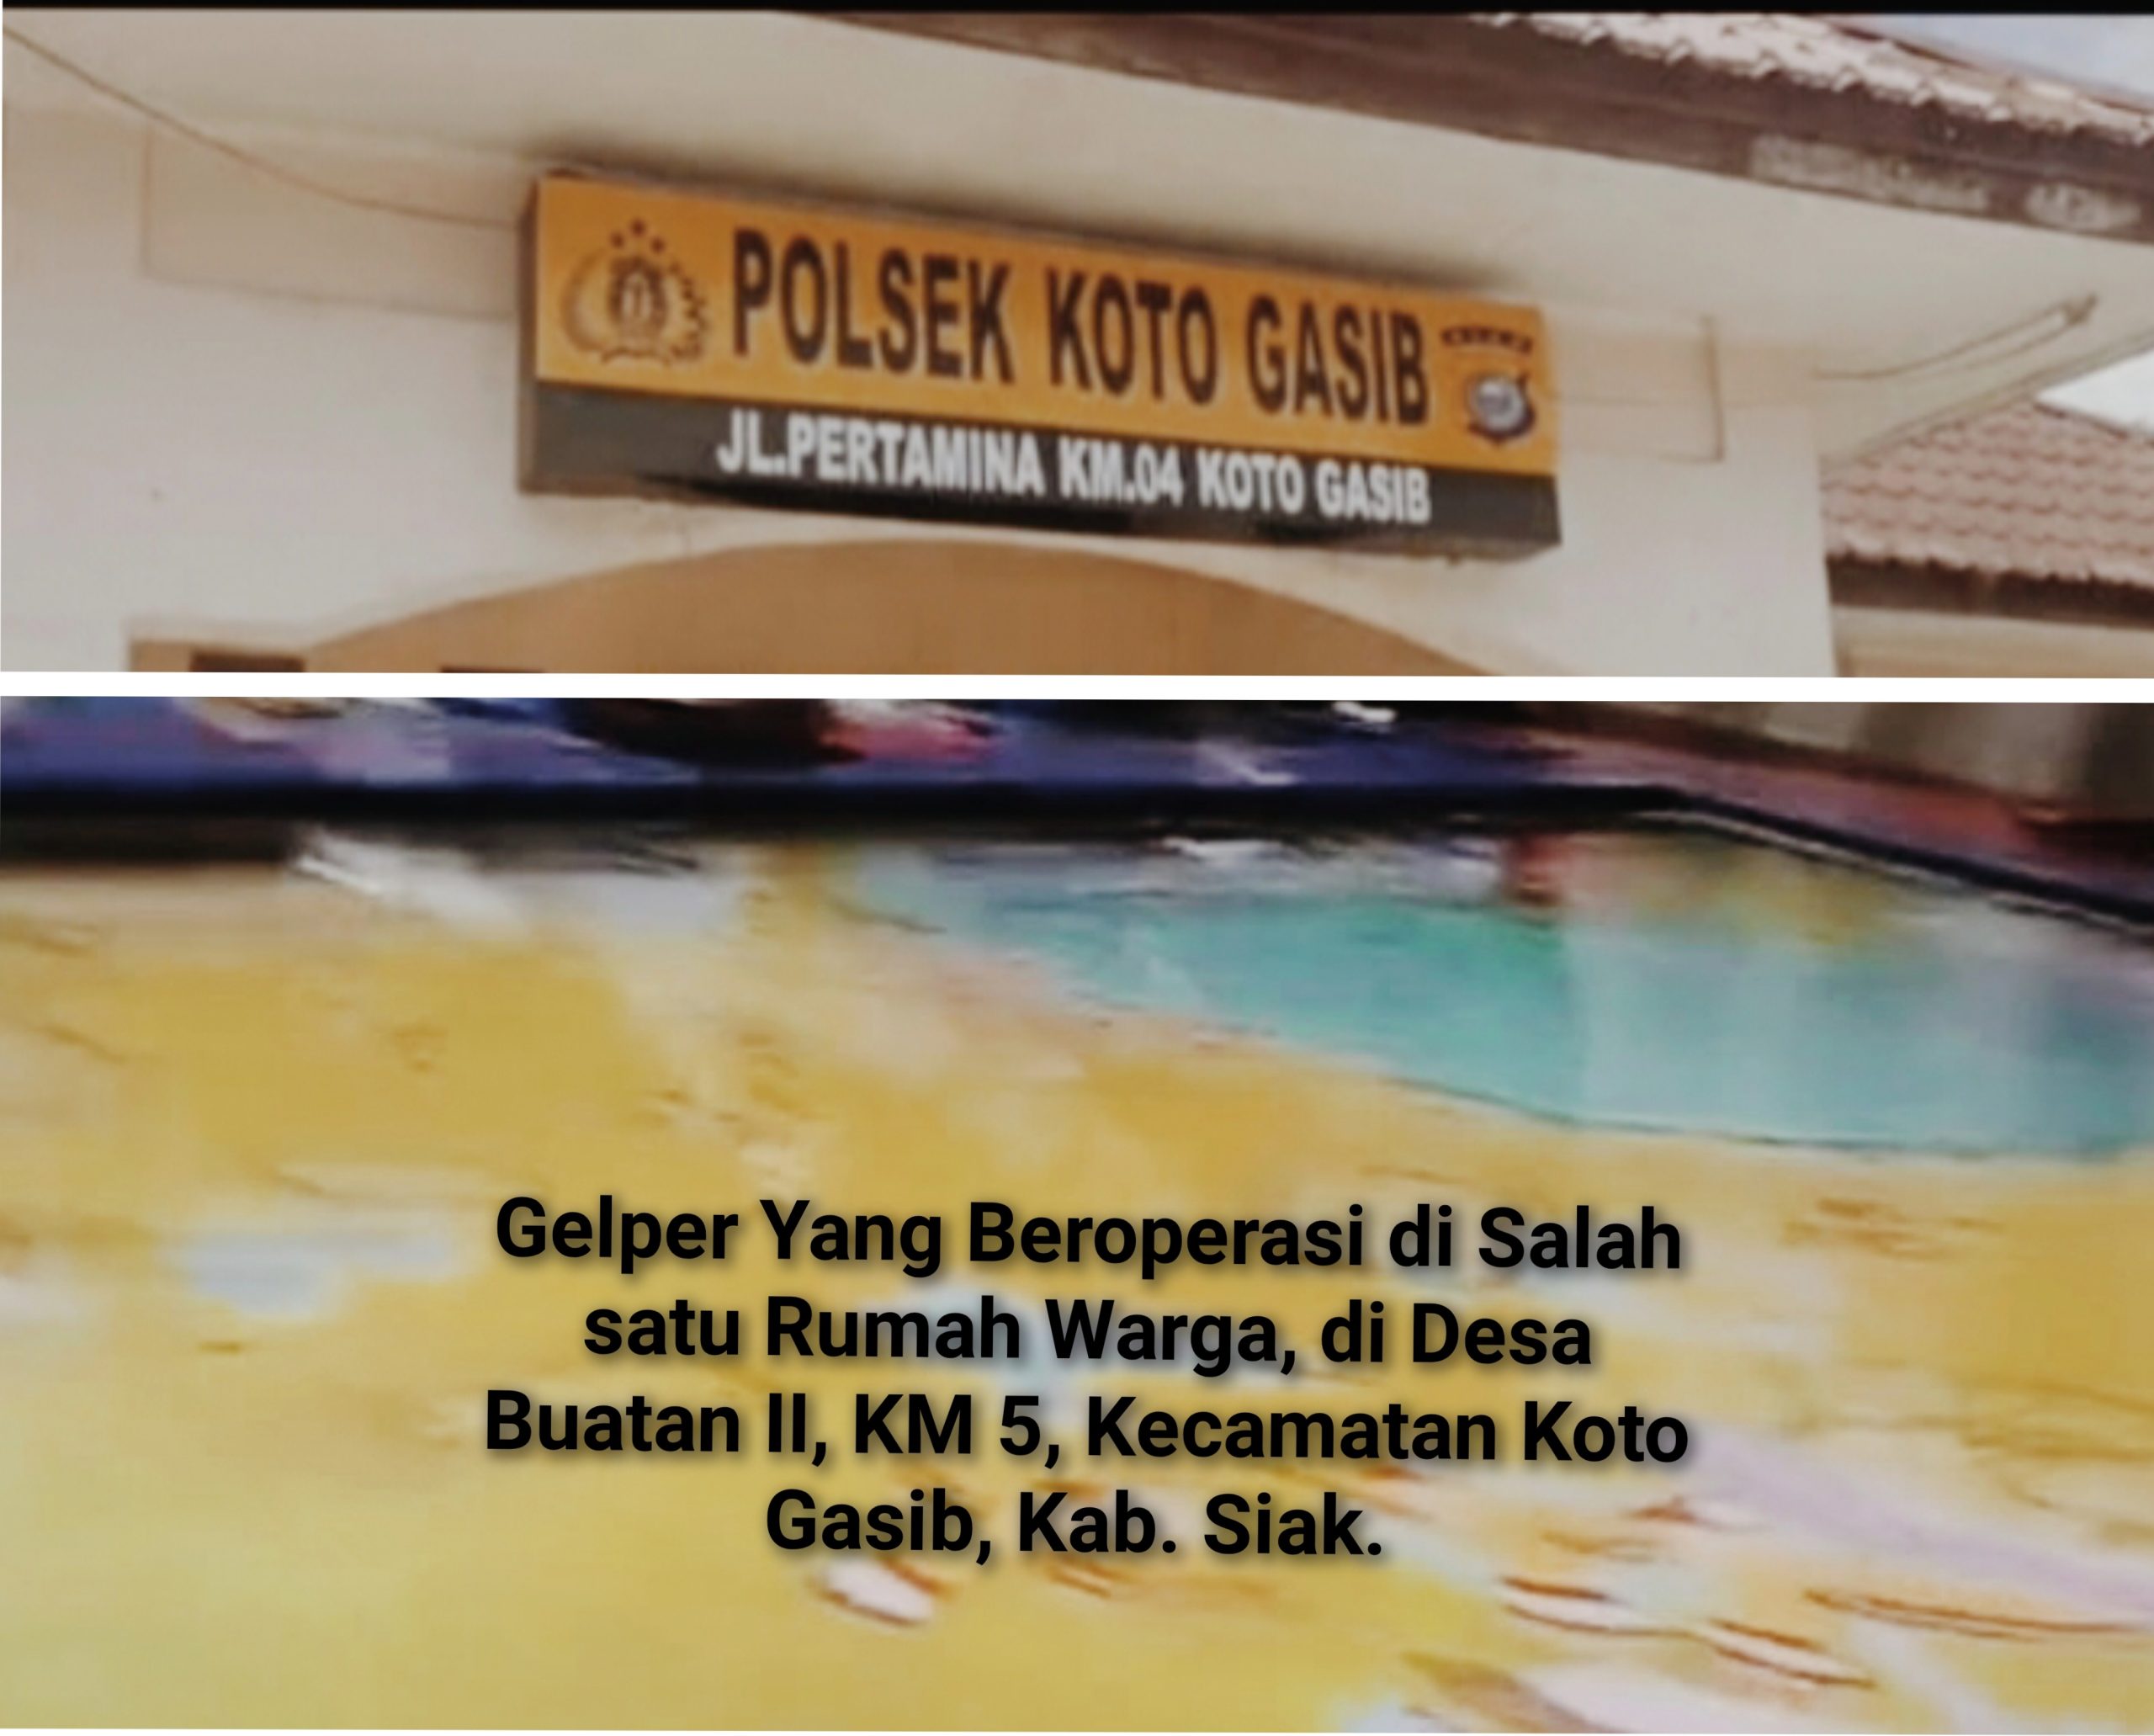 POLSEK KOTO GASIB
JL.PERTAMINA KM.04 KOTO GASIB
Gelper Yang Beroperasi di Salah
satu Rumah Warga, di Desa
Buatan II, KM 5, Kecamatan Koto
Gasib, Kab. Siak.